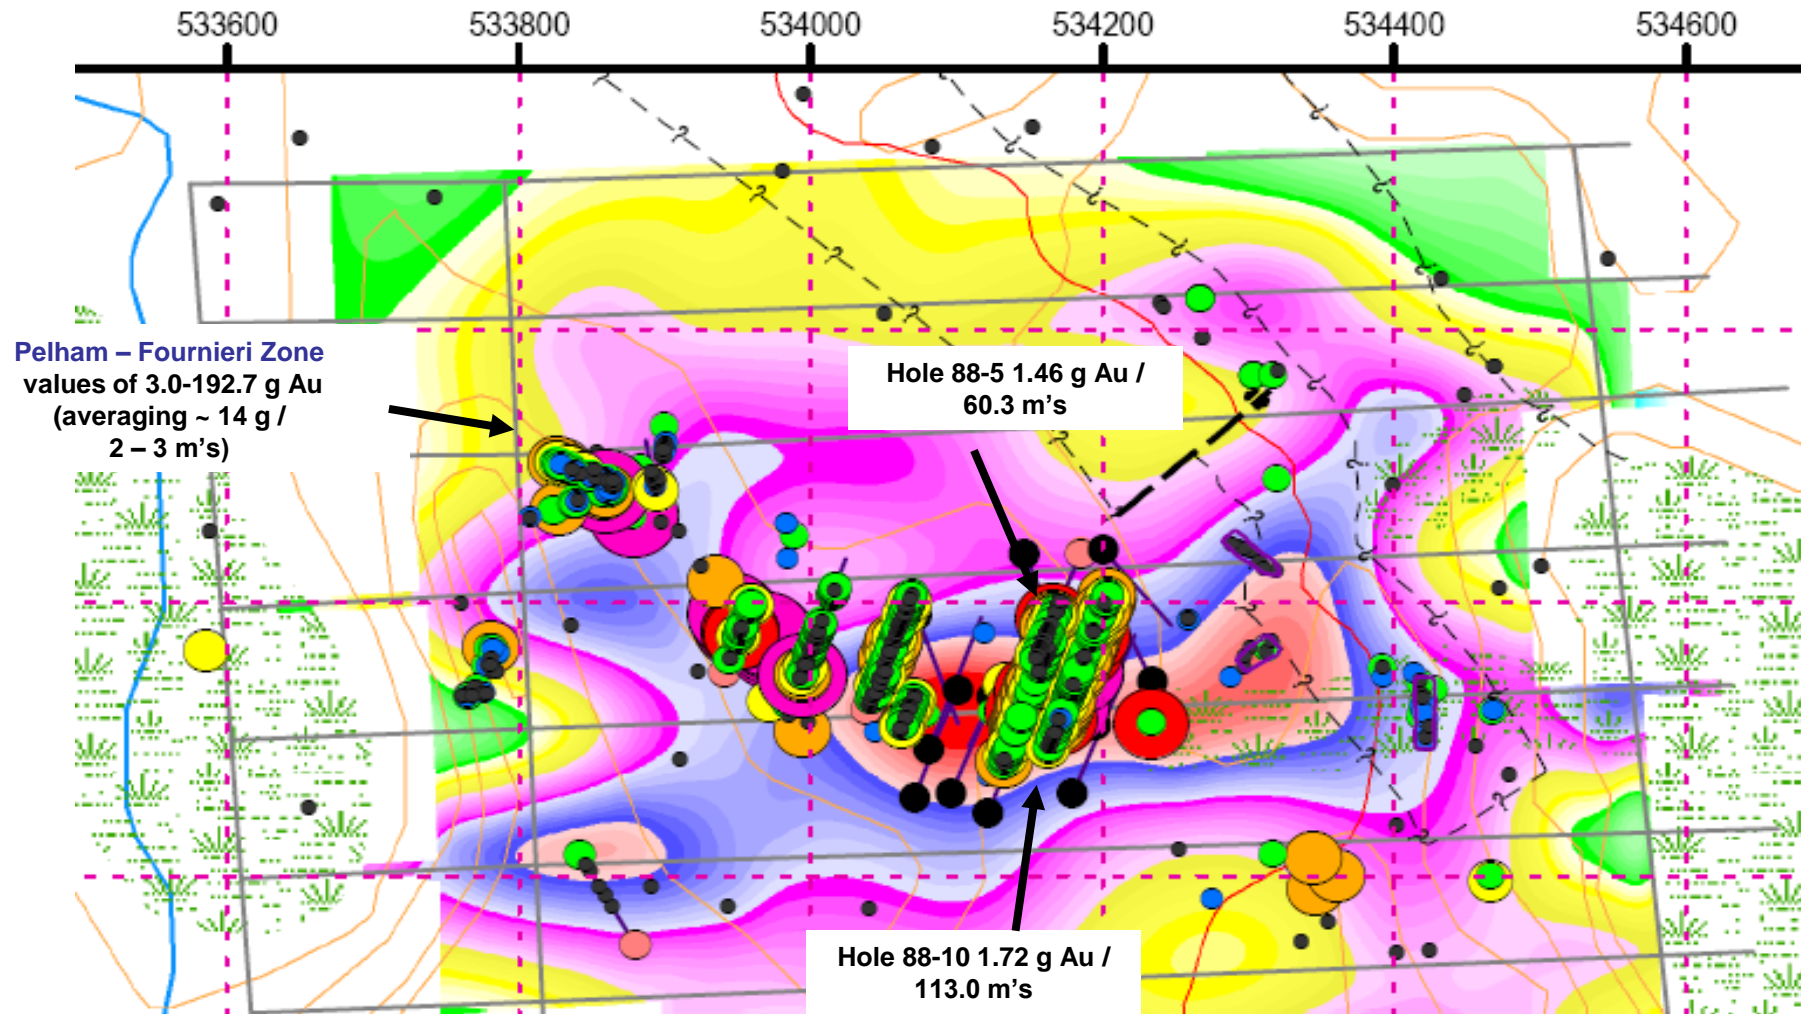 533600 533800 534000 534200 534400 534600
Pelham – Fournieri Zone
values of 3.0-192.7 g Au
(averaging ~ 14 g /
2 – 3 m's)
Hole 88-5 1.46 g Au /
60.3 m's
Hole 88-10 1.72 g Au /
113.0 m's